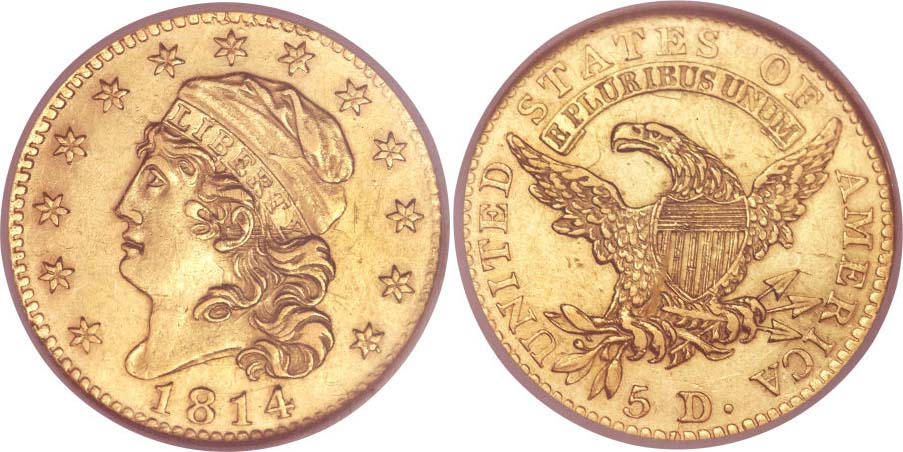 LIBERTY
1814
UNITED STATES OF AMERICA
E PLURIBUS UNUM
5 D.